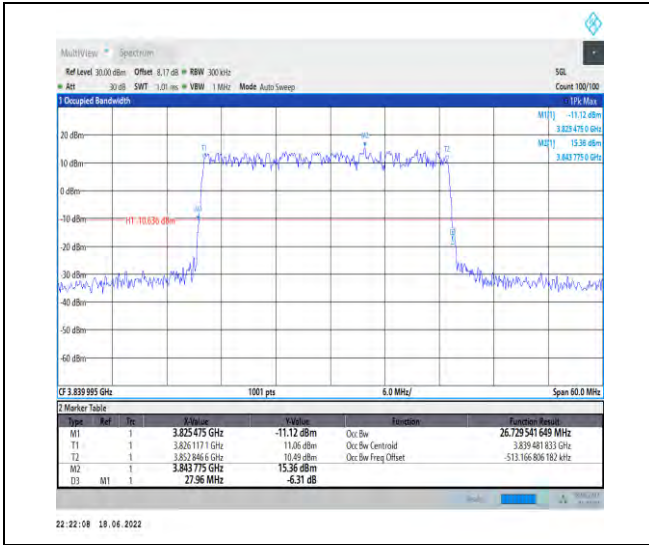 MultiView Spectrum
Ref Level 30.00 dBm Offset 8.17 dB RBW 300 kHz SGL
Att 30 dB SWT 1.01 ms VBW 1 MHz Mode Auto Sweep Count 100/100
1 Occupied Bandwidth 1Pk Max
M1[1] -11.12 dBm
3.825 475 0 GHz
M2[1] 15.36 dBm
3.843 775 0 GHz
20 dBm
T1
M2
T2
10 dBm
0 dBm
-10 dBm
H1 -10.636 dBm
-20 dBm
-30 dBm
-40 dBm
-50 dBm
-60 dBm
CF 3.839 995 GHz 1001 pts 6.0 MHz/ Span 60.0 MHz
2 Marker Table
Type Ref Trc X-Value Y-Value Function Function Result
M1 1 3.825 475 GHz -11.12 dBm Occ Bw 26.729 541 649 MHz
T1 1 3.826 117 1 GHz 11.06 dBm Occ Bw Centroid 3.839 481 833 GHz
T2 1 3.852 846 6 GHz 10.49 dBm Occ Bw Freq Offset -513.166 806 182 kHz
M2 1 3.843 775 GHz 15.36 dBm
D3 M1 1 27.96 MHz -6.31 dB
22:22:08 18.06.2022